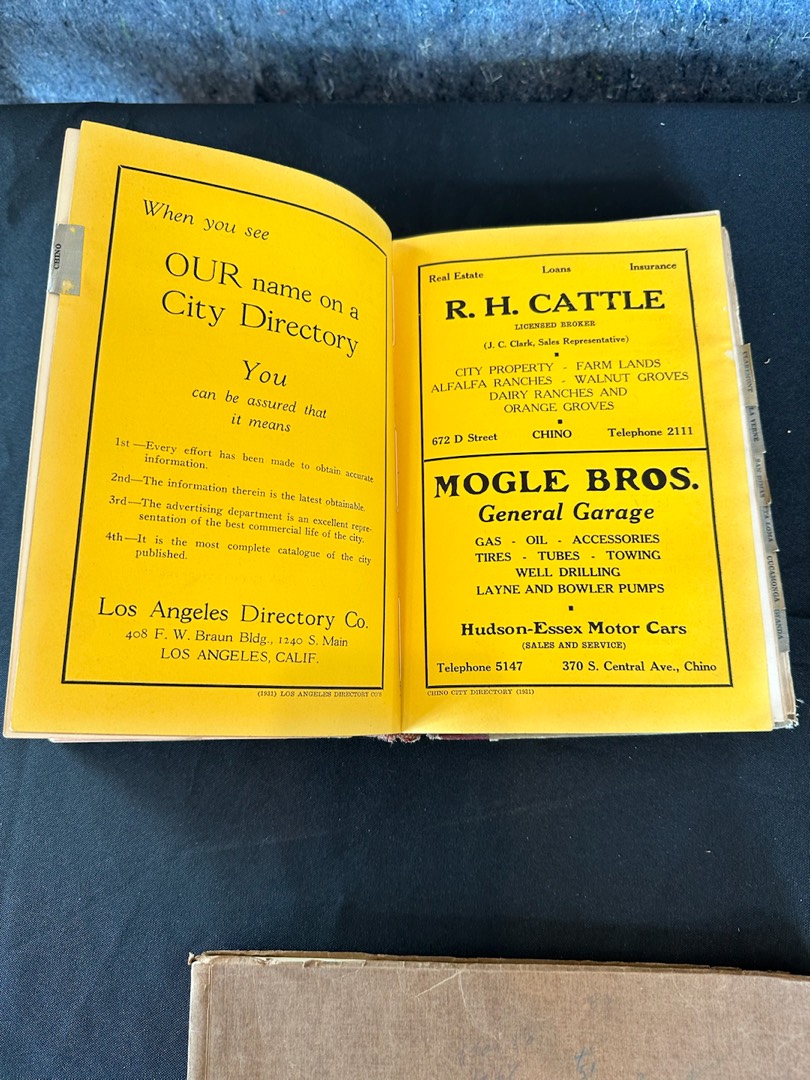 CHINO
When you see
OUR name on a
City Directory
You
can be assured that
it means
1st—Every effort has been made to obtain accurate
information.
2nd—The information therein is the latest obtainable.
3rd—The advertising department is an excellent repre-
sentation of the best commercial life of the city.
4th—It is the most complete catalogue of the city
published.
Los Angeles Directory Co.
408 F. W. Braun Bldg., 1240 S. Main
LOS ANGELES, CALIF.
(1931) LOS ANGELES DIRECTORY CO'S
Real Estate Loans Insurance
R. H. CATTLE
LICENSED BROKER
(J. C. Clark, Sales Representative)
CITY PROPERTY - FARM LANDS
ALFALFA RANCHES - WALNUT GROVES
DAIRY RANCHES AND
ORANGE GROVES
672 D Street CHINO Telephone 2111
MOGLE BROS.
General Garage
GAS - OIL - ACCESSORIES
TIRES - TUBES - TOWING
WELL DRILLING
LAYNE AND BOWLER PUMPS
Hudson-Essex Motor Cars
(SALES AND SERVICE)
Telephone 5147 370 S. Central Ave., Chino
CHINO CITY DIRECTORY (1931)
CLAREMONT
LA VERNE
SAN DIMAS
ETA LOMA
CUCAMONGA